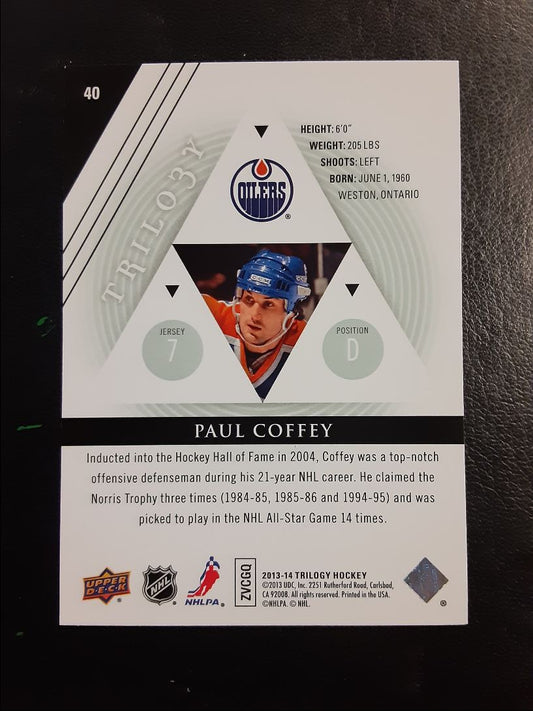 40
TRILO3Y
HEIGHT: 6'0"
WEIGHT: 205 LBS
SHOOTS: LEFT
BORN: JUNE 1, 1960
WESTON, ONTARIO
OILERS
®
JERSEY
7
POSITION
D
CCM
PAUL COFFEY
Inducted into the Hockey Hall of Fame in 2004, Coffey was a top-notch
offensive defenseman during his 21-year NHL career. He claimed the
Norris Trophy three times (1984-85, 1985-86 and 1994-95) and was
picked to play in the NHL All-Star Game 14 times.
UPPER
DECK
®
NHL
®
NHLPA.
ZVCGQ
2013-14 TRILOGY HOCKEY
©2013 UDC, Inc. 2251 Rutherford Road, Carlsbad,
CA 92008. All rights reserved. Printed in the USA.
©NHLPA. © NHL.
®